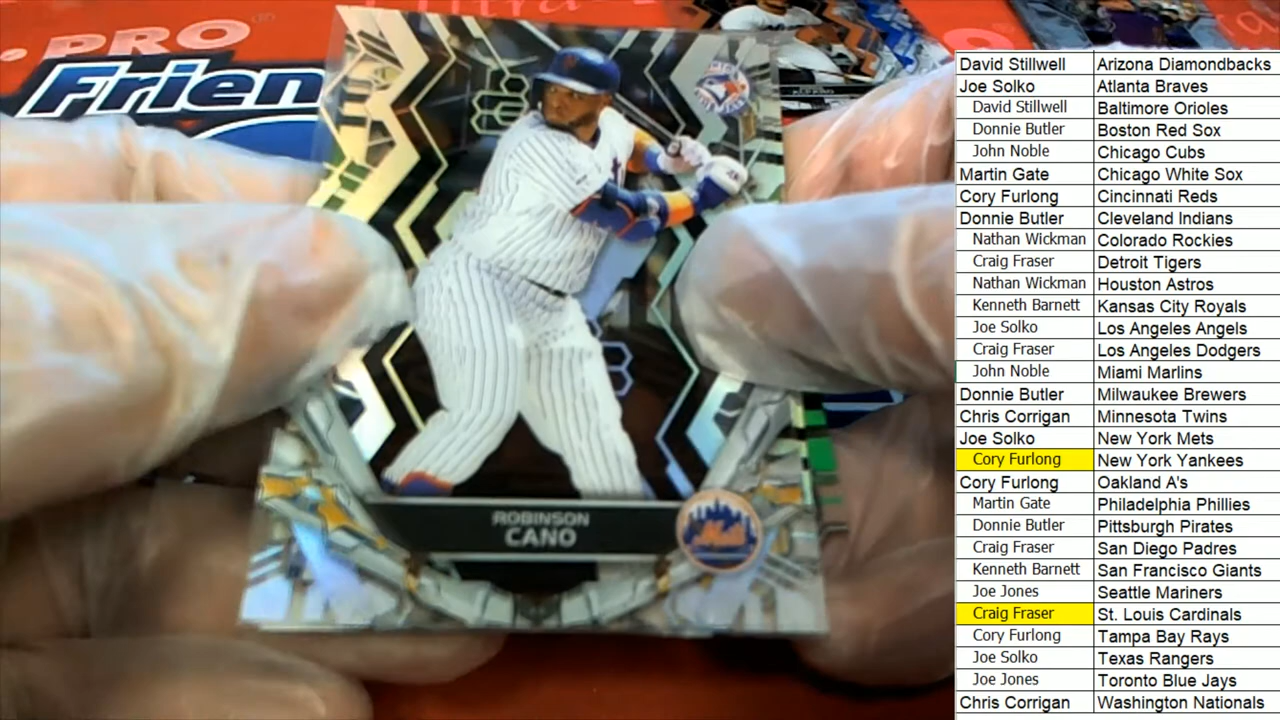 PRO
Frien
ROBINSON
CANO
Mets
David Stillwell Arizona Diamondbacks
Joe Solko Atlanta Braves
David Stillwell Baltimore Orioles
Donnie Butler Boston Red Sox
John Noble Chicago Cubs
Martin Gate Chicago White Sox
Cory Furlong Cincinnati Reds
Donnie Butler Cleveland Indians
Nathan Wickman Colorado Rockies
Craig Fraser Detroit Tigers
Nathan Wickman Houston Astros
Kenneth Barnett Kansas City Royals
Joe Solko Los Angeles Angels
Craig Fraser Los Angeles Dodgers
John Noble Miami Marlins
Donnie Butler Milwaukee Brewers
Chris Corrigan Minnesota Twins
Joe Solko New York Mets
Cory Furlong New York Yankees
Cory Furlong Oakland A's
Martin Gate Philadelphia Phillies
Donnie Butler Pittsburgh Pirates
Craig Fraser San Diego Padres
Kenneth Barnett San Francisco Giants
Joe Jones Seattle Mariners
Craig Fraser St. Louis Cardinals
Cory Furlong Tampa Bay Rays
Joe Solko Texas Rangers
Joe Jones Toronto Blue Jays
Chris Corrigan Washington Nationals